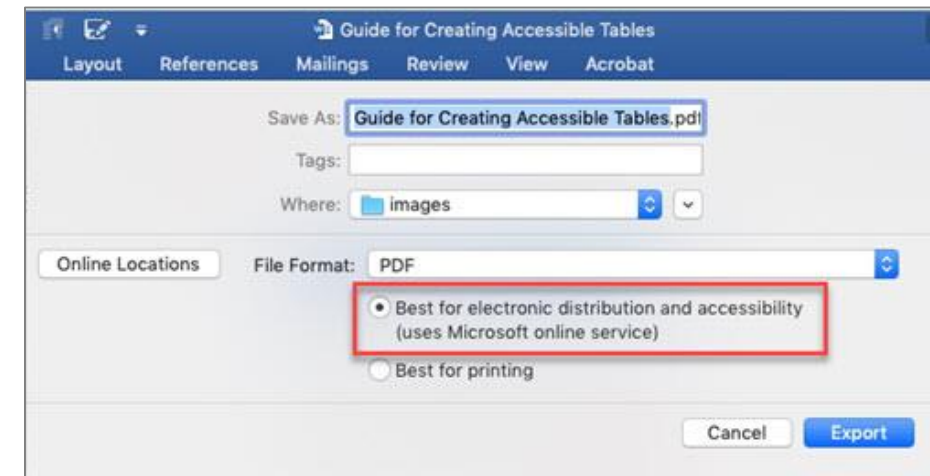 Guide for Creating Accessible Tables
Layout References Mailings Review View Acrobat
Save As: Guide for Creating Accessible Tables.pdf
Tags:
Where: images
Online Locations File Format: PDF
Best for electronic distribution and accessibility
(uses Microsoft online service)
Best for printing
Cancel Export